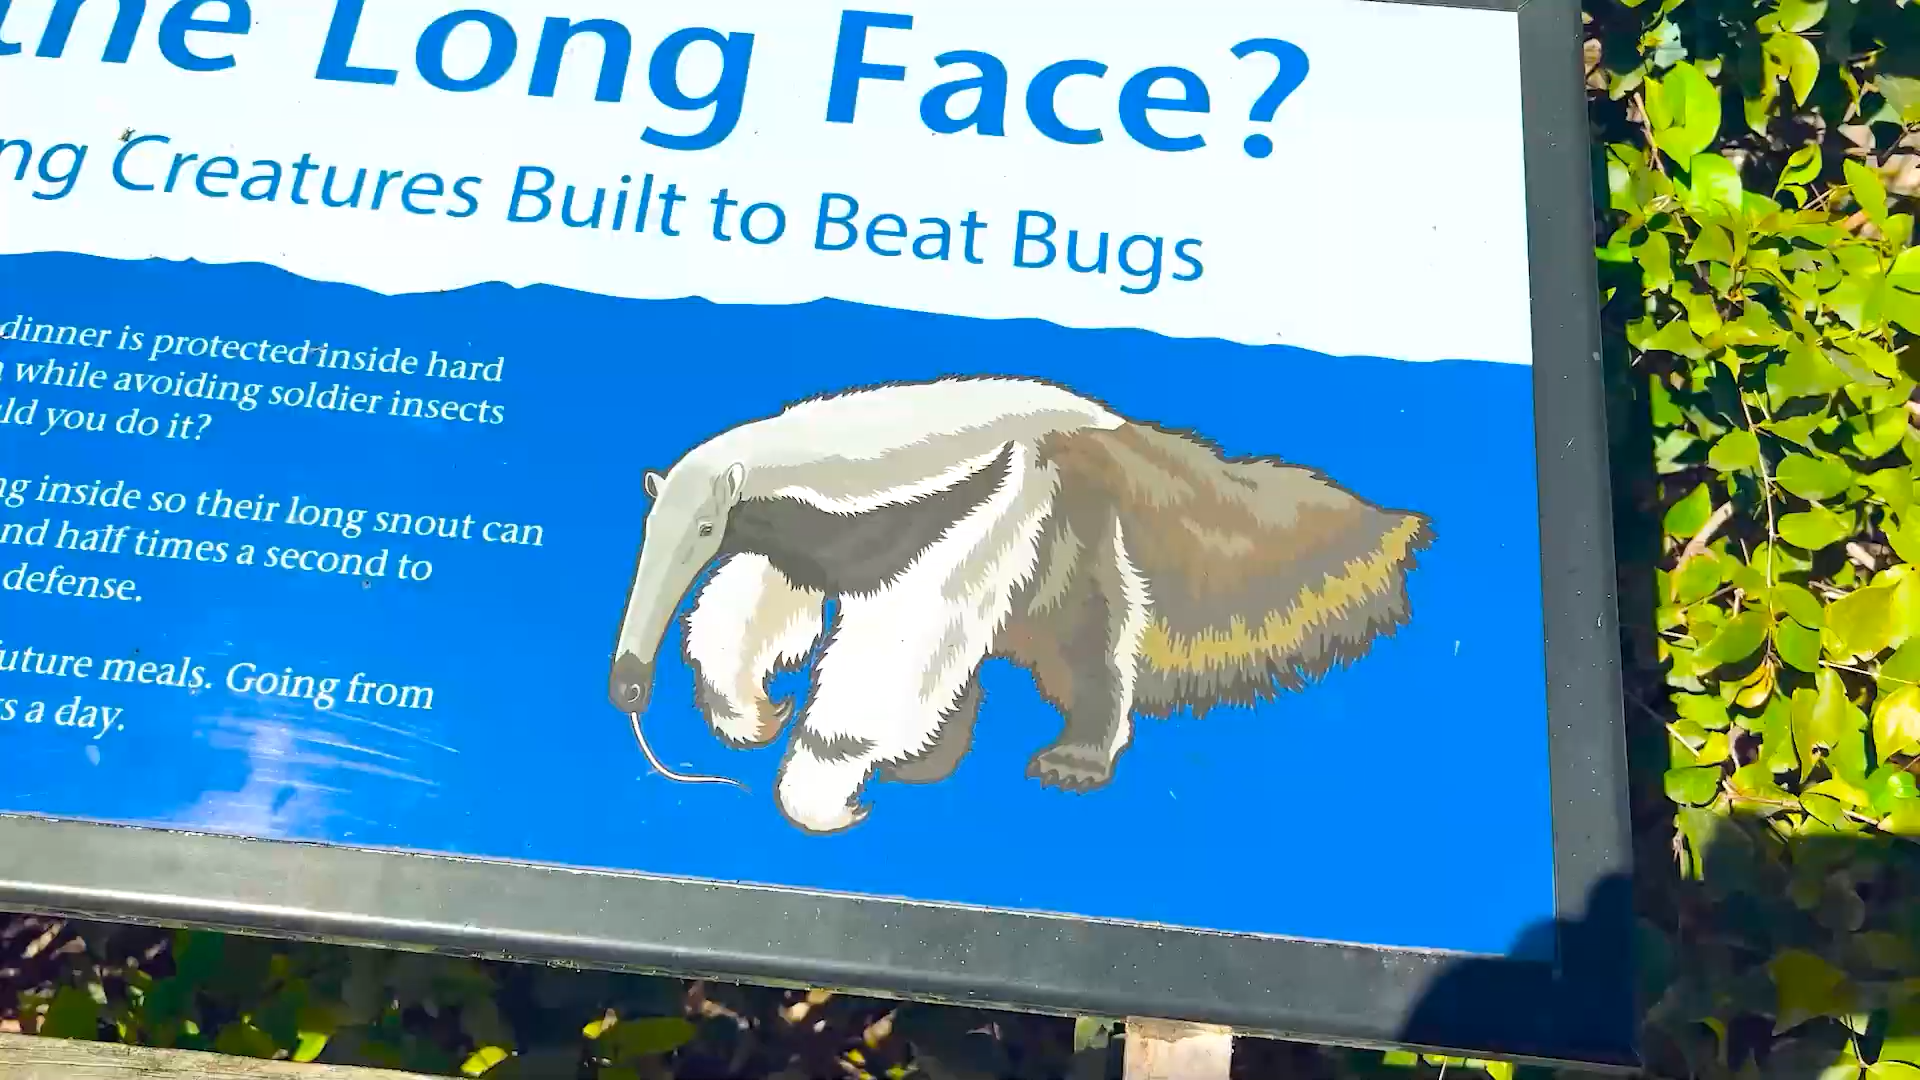 the Long Face?
ng Creatures Built to Beat Bugs
dinner is protected inside hard
while avoiding soldier insects
ld you do it?
ng inside so their long snout can
nd half times a second to
defense.
uture meals. Going from
s a day.